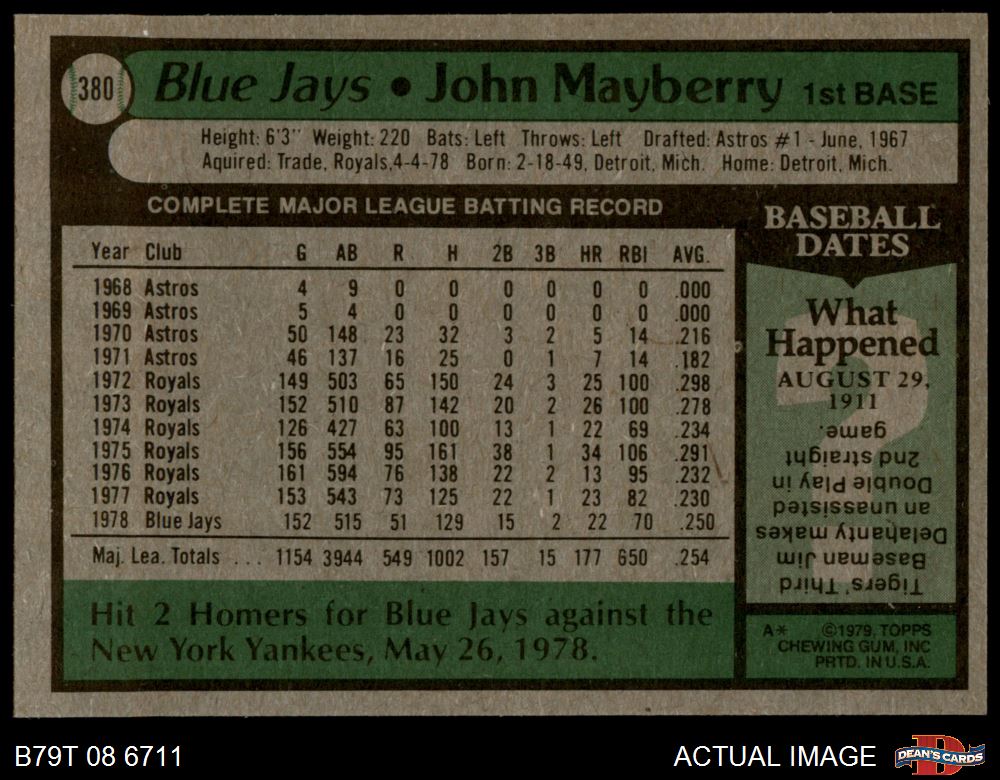 380 Blue Jays • John Mayberry 1st BASE
Height: 6'3" Weight: 220 Bats: Left Throws: Left Drafted: Astros #1 - June, 1967
Aquired: Trade, Royals,4-4-78 Born: 2-18-49, Detroit, Mich. Home: Detroit, Mich.
COMPLETE MAJOR LEAGUE BATTING RECORD
Year Club G AB R H 2B 3B HR RBI AVG.
1968 Astros 4 9 0 0 0 0 0 0 .000
1969 Astros 5 4 0 0 0 0 0 0 .000
1970 Astros 50 148 23 32 3 2 5 14 .216
1971 Astros 46 137 16 25 0 1 7 14 .182
1972 Royals 149 503 65 150 24 3 25 100 .298
1973 Royals 152 510 87 142 20 2 26 100 .278
1974 Royals 126 427 63 100 13 1 22 69 .234
1975 Royals 156 554 95 161 38 1 34 106 .291
1976 Royals 161 594 76 138 22 2 13 95 .232
1977 Royals 153 543 73 125 22 1 23 82 .230
1978 Blue Jays 152 515 51 129 15 2 22 70 .250
Maj. Lea. Totals . . . 1154 3944 549 1002 157 15 177 650 .254
Hit 2 Homers for Blue Jays against the
New York Yankees, May 26, 1978.
BASEBALL
DATES
What
Happened
AUGUST 29,
1911
Tigers' Third
Baseman Jim
Delahanty makes
an unassisted
Double Play in
2nd straight
game.
A* ©1979, TOPPS
CHEWING GUM, INC
PRTD. IN U.S.A.
B79T 08 6711
ACTUAL IMAGE
DEAN'S CARDS